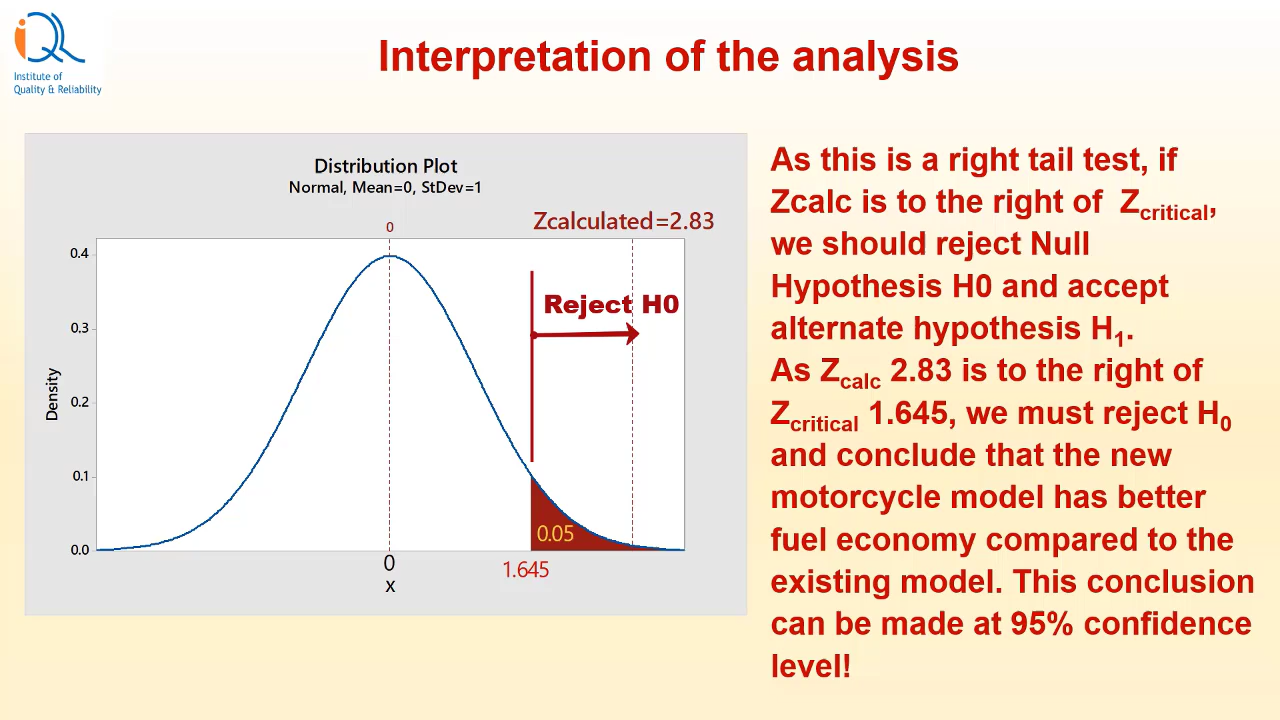 iQR
Institute of
Quality & Reliability
Interpretation of the analysis
Distribution Plot
Normal, Mean=0, StDev=1
0
Zcalculated=2.83
0.4
0.3
0.2
0.1
0.0
Density
Reject H0
0.05
0
1.645
x
As this is a right tail test, if
Zcalc is to the right of Zcritical,
we should reject Null
Hypothesis H0 and accept
alternate hypothesis H1.
As Zcalc 2.83 is to the right of
Zcritical 1.645, we must reject H0
and conclude that the new
motorcycle model has better
fuel economy compared to the
existing model. This conclusion
can be made at 95% confidence
level!